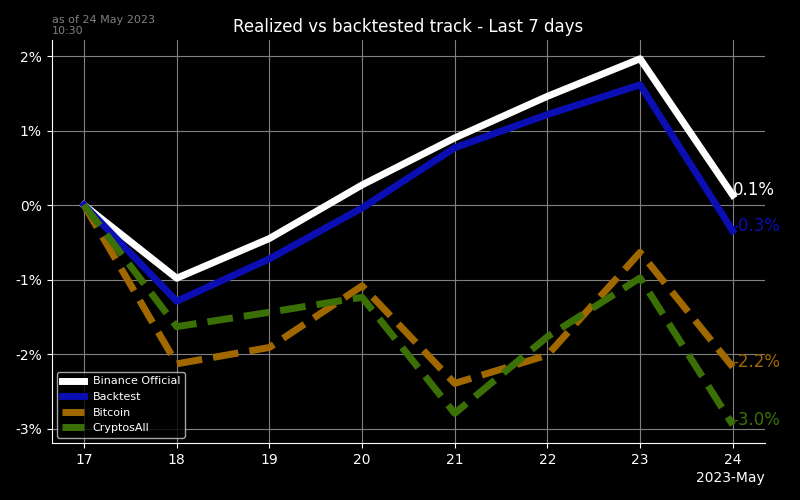 as of 24 May 2023
10:30
Realized vs backtested track - Last 7 days
2%
1%
0%
-1%
-2%
-3%
0.1%
-0.3%
-2.2%
-3.0%
Binance Official
Backtest
Bitcoin
CryptosAll
17 18 19 20 21 22 23 24
2023-May